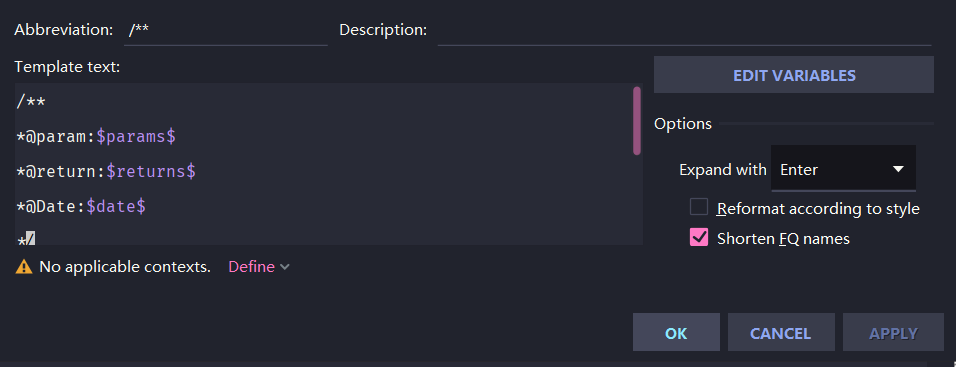 Abbreviation: /** Description:
Template text:
EDIT VARIABLES
/**
*@param:$params$
*@return:$returns$
*@Date:$date$
*/
Options
Expand with Enter
Reformat according to style
Shorten FQ names
No applicable contexts. Define
OK CANCEL APPLY